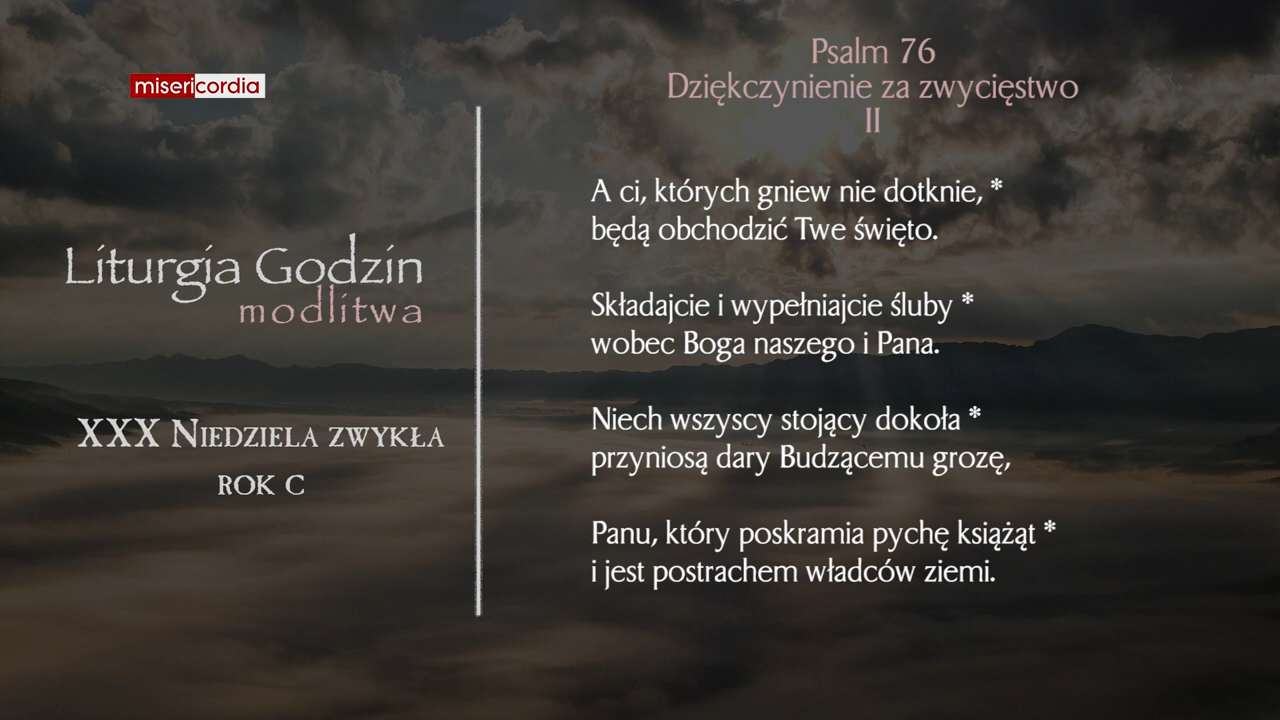 misericordia
Liturgia Godzin
modlitwa
XXX Niedziela zwykła
rok C
Psalm 76
Dziękczynienie za zwycięstwo
II
A ci, których gniew nie dotknie, *
będą obchodzić Twe święto.
Składajcie i wypełniajcie śluby *
wobec Boga naszego i Pana.
Niech wszyscy stojący dokoła *
przyniosą dary Budzącemu grozę,
Panu, który poskramia pychę książąt *
i jest postrachem władców ziemi.